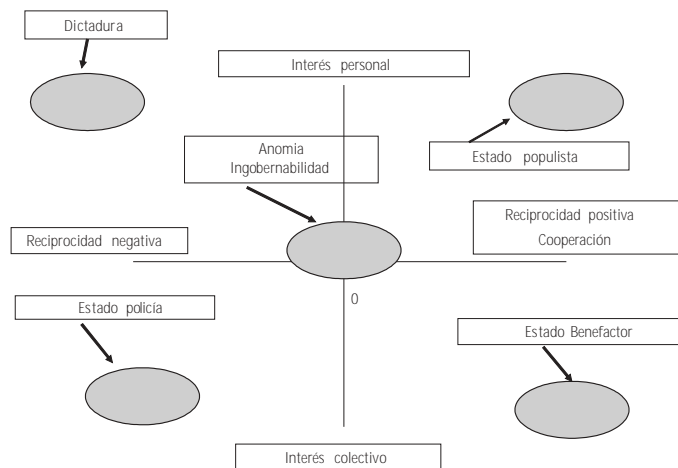 Dictadura
Interés personal
Anomia
Ingobernabilidad
Estado populista
Reciprocidad positiva
Cooperación
Reciprocidad negativa
0
Estado policía
Estado Benefactor
Interés colectivo